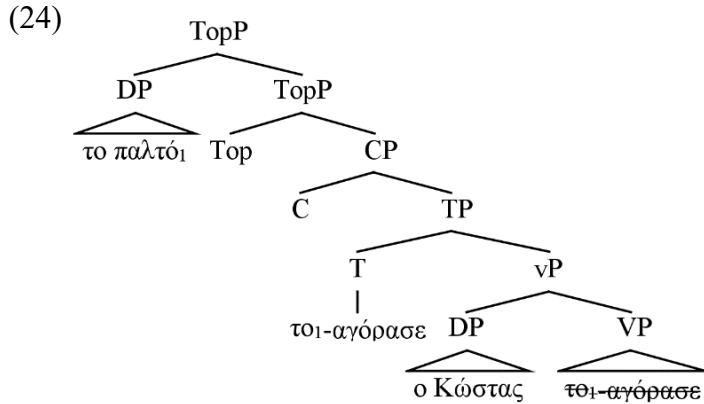 (24)
TopP
DP TopP
το παλτό₁ Top CP
C TP
T vP
το₁-αγόρασε DP VP
ο Κώστας το₁-αγόρασε